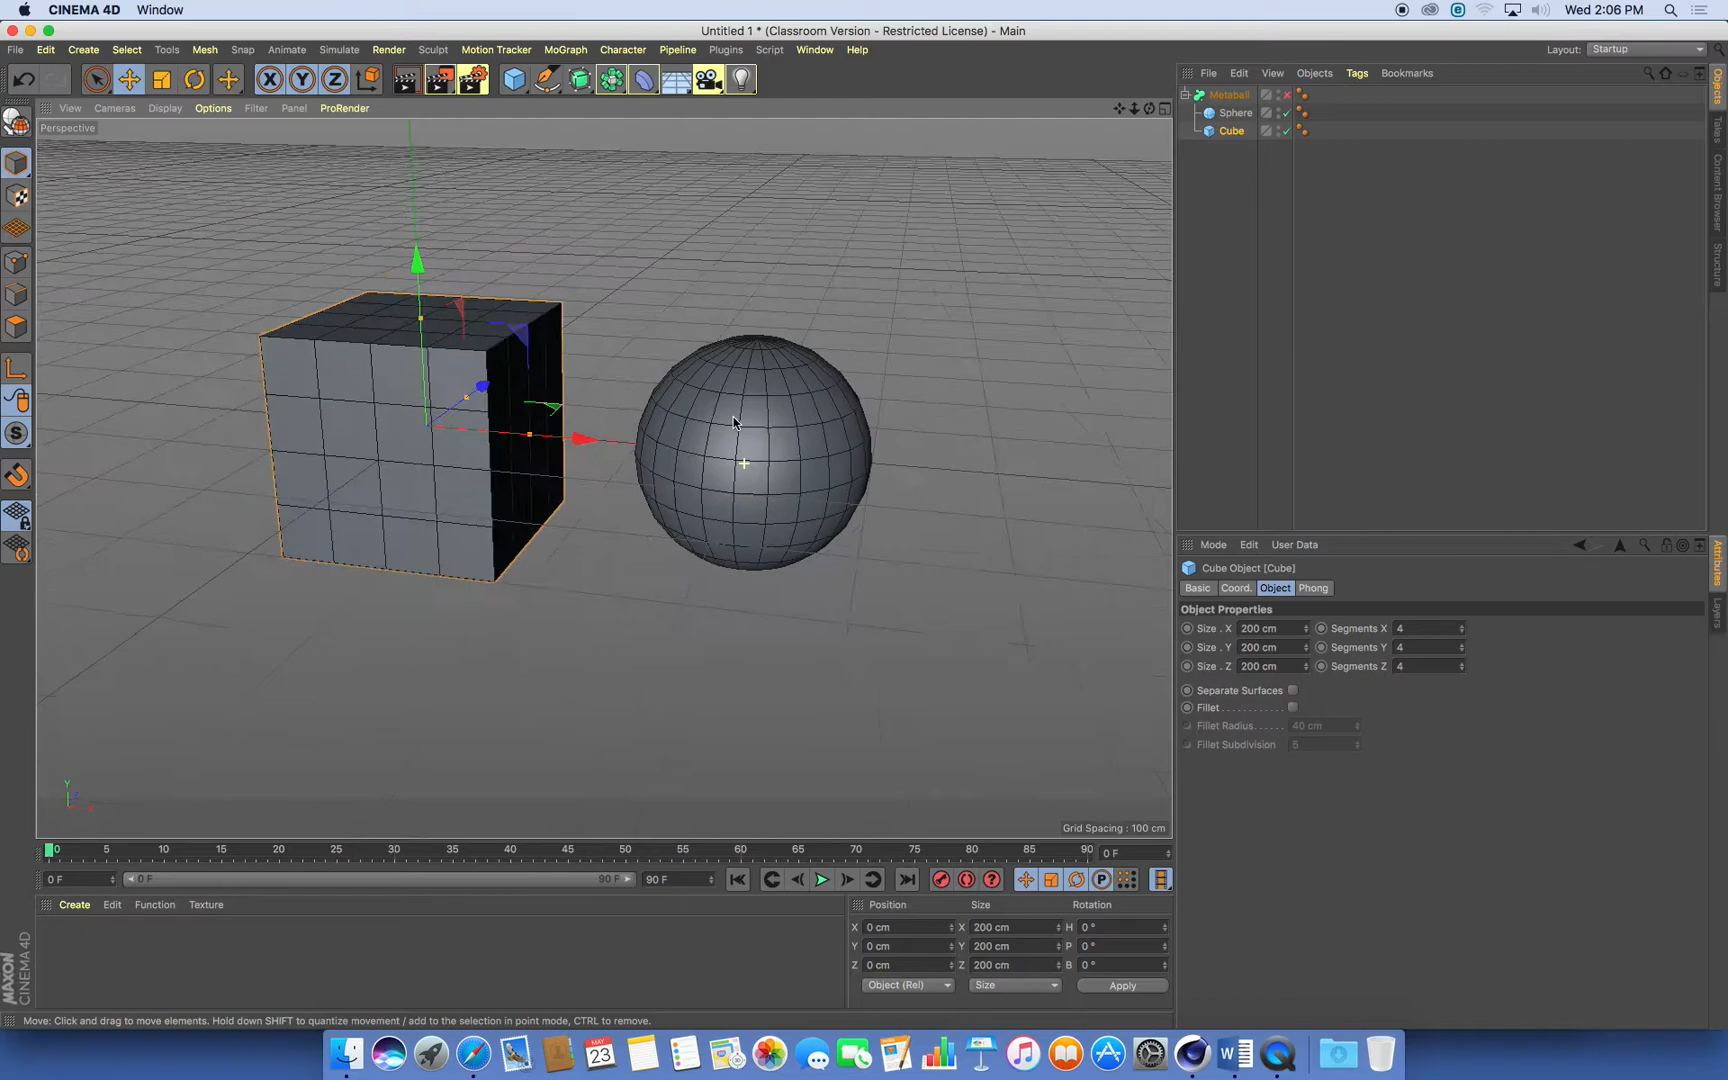 CINEMA 4D Window Wed 2:06 PM
Untitled 1 * (Classroom Version - Restricted License) - Main
File Edit Create Select Tools Mesh Snap Animate Simulate Render Sculpt Motion Tracker MoGraph Character Pipeline Plugins Script Window Help Layout: Startup
X Y Z
File Edit View Objects Tags Bookmarks
View Cameras Display Options Filter Panel ProRender
Perspective
Metaball
Sphere
Cube
Objects
Takes
Content Browser
Structure
Mode Edit User Data
Cube Object [Cube]
Basic Coord. Object Phong
Object Properties
Size . X 200 cm Segments X 4
Size . Y 200 cm Segments Y 4
Size . Z 200 cm Segments Z 4
Separate Surfaces
Fillet . . . . . . . . . . . .
Fillet Radius. . . . . . 40 cm
Fillet Subdivision 5
Attributes
Layers
Y
Z
X
Grid Spacing : 100 cm
0 5 10 15 20 25 30 35 40 45 50 55 60 65 70 75 80 85 90 0 F
0 F 0 F 90 F 90 F
P
Create Edit Function Texture
Position Size Rotation
X 0 cm X 200 cm H 0 °
Y 0 cm Y 200 cm P 0 °
Z 0 cm Z 200 cm B 0 °
Object (Rel) Size Apply
MAXON CINEMA 4D
Move: Click and drag to move elements. Hold down SHIFT to quantize movement / add to the selection in point mode, CTRL to remove.
MAY
23